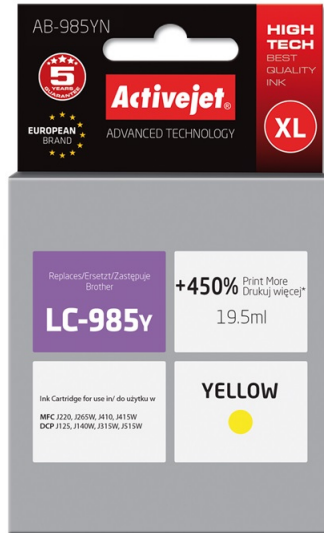 AB-985YN
HIGH
TECH
BEST
QUALITY
INK
5
YEARS
GUARANTEE
Activejet®
EUROPEAN
BRAND
ADVANCED TECHNOLOGY
XL
Replaces/Ersetzt/Zastępuje
Brother
LC-985Y
+450% Print More
Drukuj więcej*
19.5ml
Ink Cartridge for use in/ do użytku w
MFC J220, J265W, J410, J415W
DCP J125, J140W, J315W, J515W
YELLOW